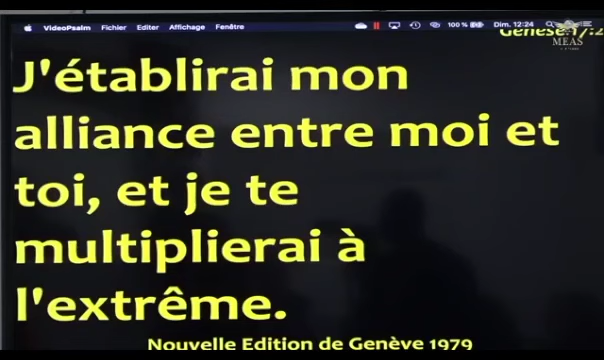 VideoPsalm Fichier Editer Affichage Fenêtre 100 % Dim. 12:24
Genèse 17:2
MEAS
J'établirai mon
alliance entre moi et
toi, et je te
multiplierai à
l'extrême.
Nouvelle Edition de Genève 1979